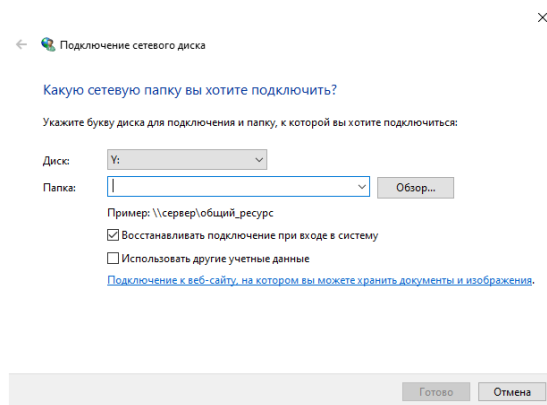 Подключение сетевого диска
Какую сетевую папку вы хотите подключить?
Укажите букву диска для подключения и папку, к которой вы хотите подключиться:
Диск: Y:
Папка: Обзор...
Пример: \\сервер\общий_ресурс
Восстанавливать подключение при входе в систему
Использовать другие учетные данные
Подключение к веб-сайту, на котором вы можете хранить документы и изображения.
Готово Отмена